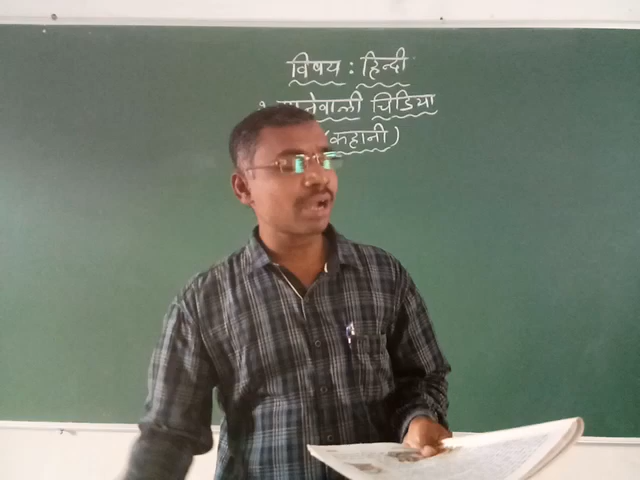 विषय : हिन्दी
चिडिया
(कहानी)